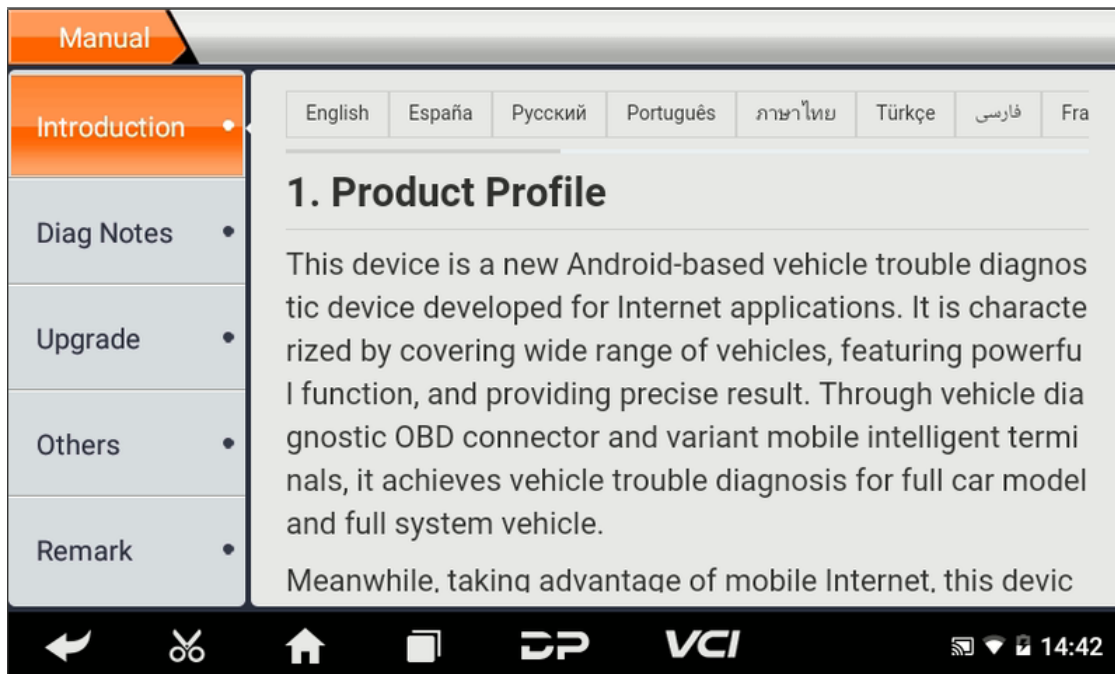 Manual
Introduction
Diag Notes
Upgrade
Others
Remark
English España Русский Português ภาษาไทย Türkçe فارسی Fra
1. Product Profile
This device is a new Android-based vehicle trouble diagnos
tic device developed for Internet applications. It is characte
rized by covering wide range of vehicles, featuring powerfu
l function, and providing precise result. Through vehicle dia
gnostic OBD connector and variant mobile intelligent termi
nals, it achieves vehicle trouble diagnosis for full car model
and full system vehicle.
Meanwhile, taking advantage of mobile Internet, this devic
DP VCI 14:42